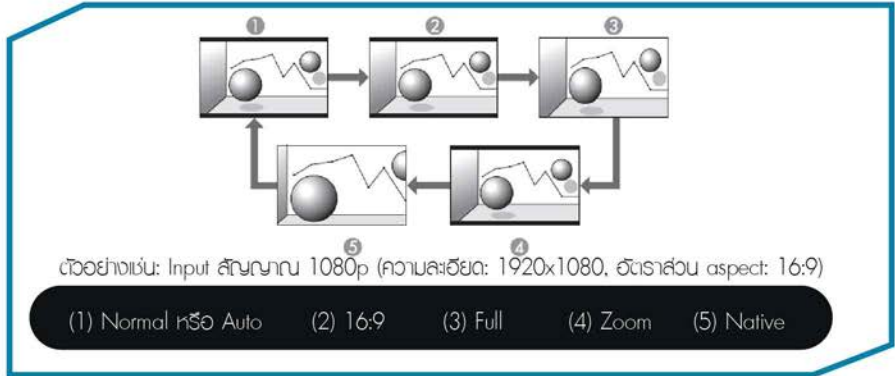 1 2 3
5 4
ตัวอย่างเช่น: Input สัญญาณ 1080p (ความละเอียด: 1920x1080, อัตราส่วน aspect: 16:9)
(1) Normal หรือ Auto (2) 16:9 (3) Full (4) Zoom (5) Native